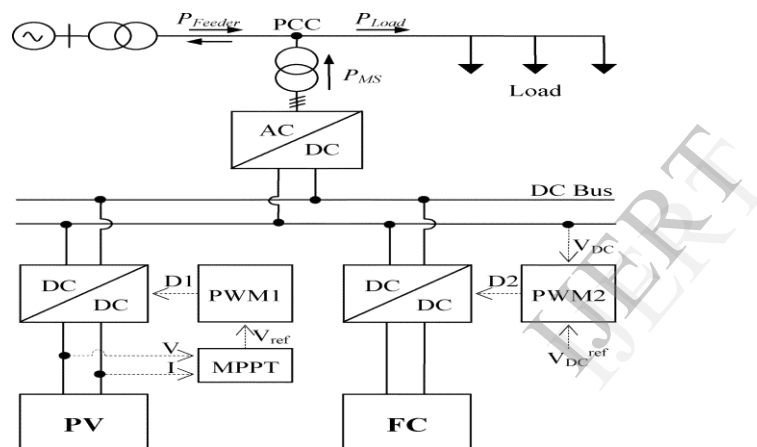 P_Feeder
PCC
P_Load
P_MS
Load
AC
DC
DC Bus
V_DC
DC
DC
D1
PWM1
DC
DC
D2
PWM2
V_ref
V_DC^ref
V
I
MPPT
PV
FC
IJERT